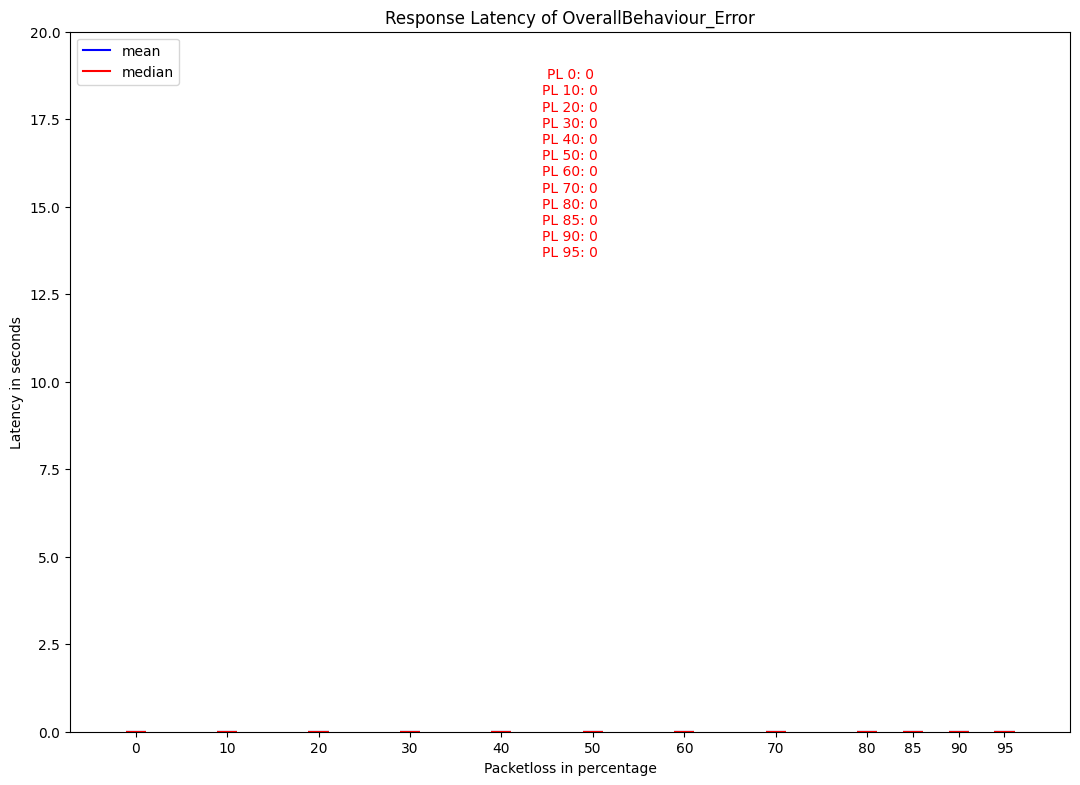 Response Latency of OverallBehaviour_Error
20.0
17.5
15.0
12.5
10.0
7.5
5.0
2.5
0.0
Latency in seconds
mean
median
PL 0: 0
PL 10: 0
PL 20: 0
PL 30: 0
PL 40: 0
PL 50: 0
PL 60: 0
PL 70: 0
PL 80: 0
PL 85: 0
PL 90: 0
PL 95: 0
0 10 20 30 40 50 60 70 80 85 90 95
Packetloss in percentage